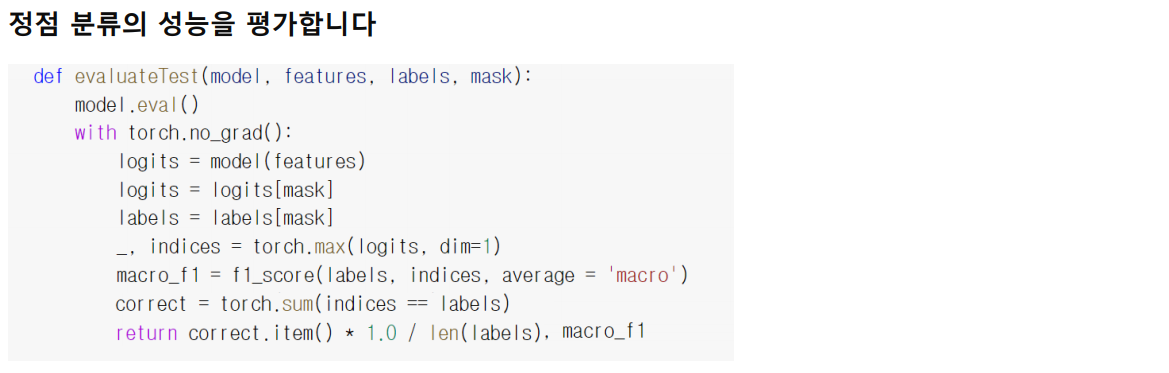 정점 분류의 성능을 평가합니다
def evaluateTest(model, features, labels, mask):
    model.eval()
    with torch.no_grad():
        logits = model(features)
        logits = logits[mask]
        labels = labels[mask]
        _, indices = torch.max(logits, dim=1)
        macro_f1 = f1_score(labels, indices, average = 'macro')
        correct = torch.sum(indices == labels)
        return correct.item() * 1.0 / len(labels), macro_f1